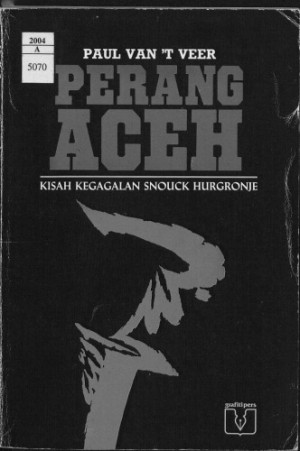 2004
A
5070
PAUL VAN 'T VEER
PERANG
ACEH
KISAH KEGAGALAN SNOUCK HURGRONJE
grafitipers